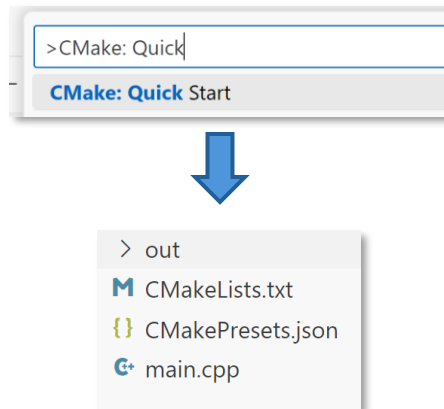 >CMake: Quick
CMake: Quick Start
> out
CMakeLists.txt
{} CMakePresets.json
main.cpp